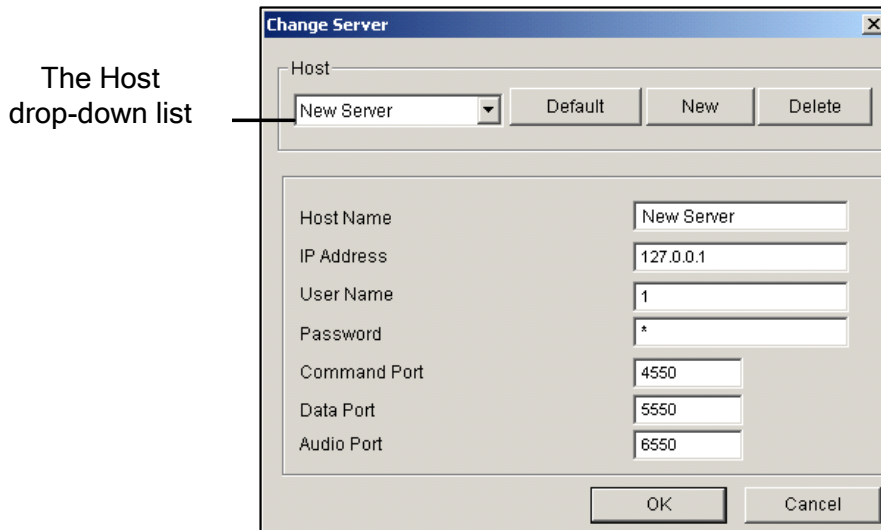 The Host
drop-down list
Change Server
Host
New Server
Default
New
Delete
Host Name
New Server
IP Address
127.0.0.1
User Name
1
Password
*
Command Port
4550
Data Port
5550
Audio Port
6550
OK
Cancel